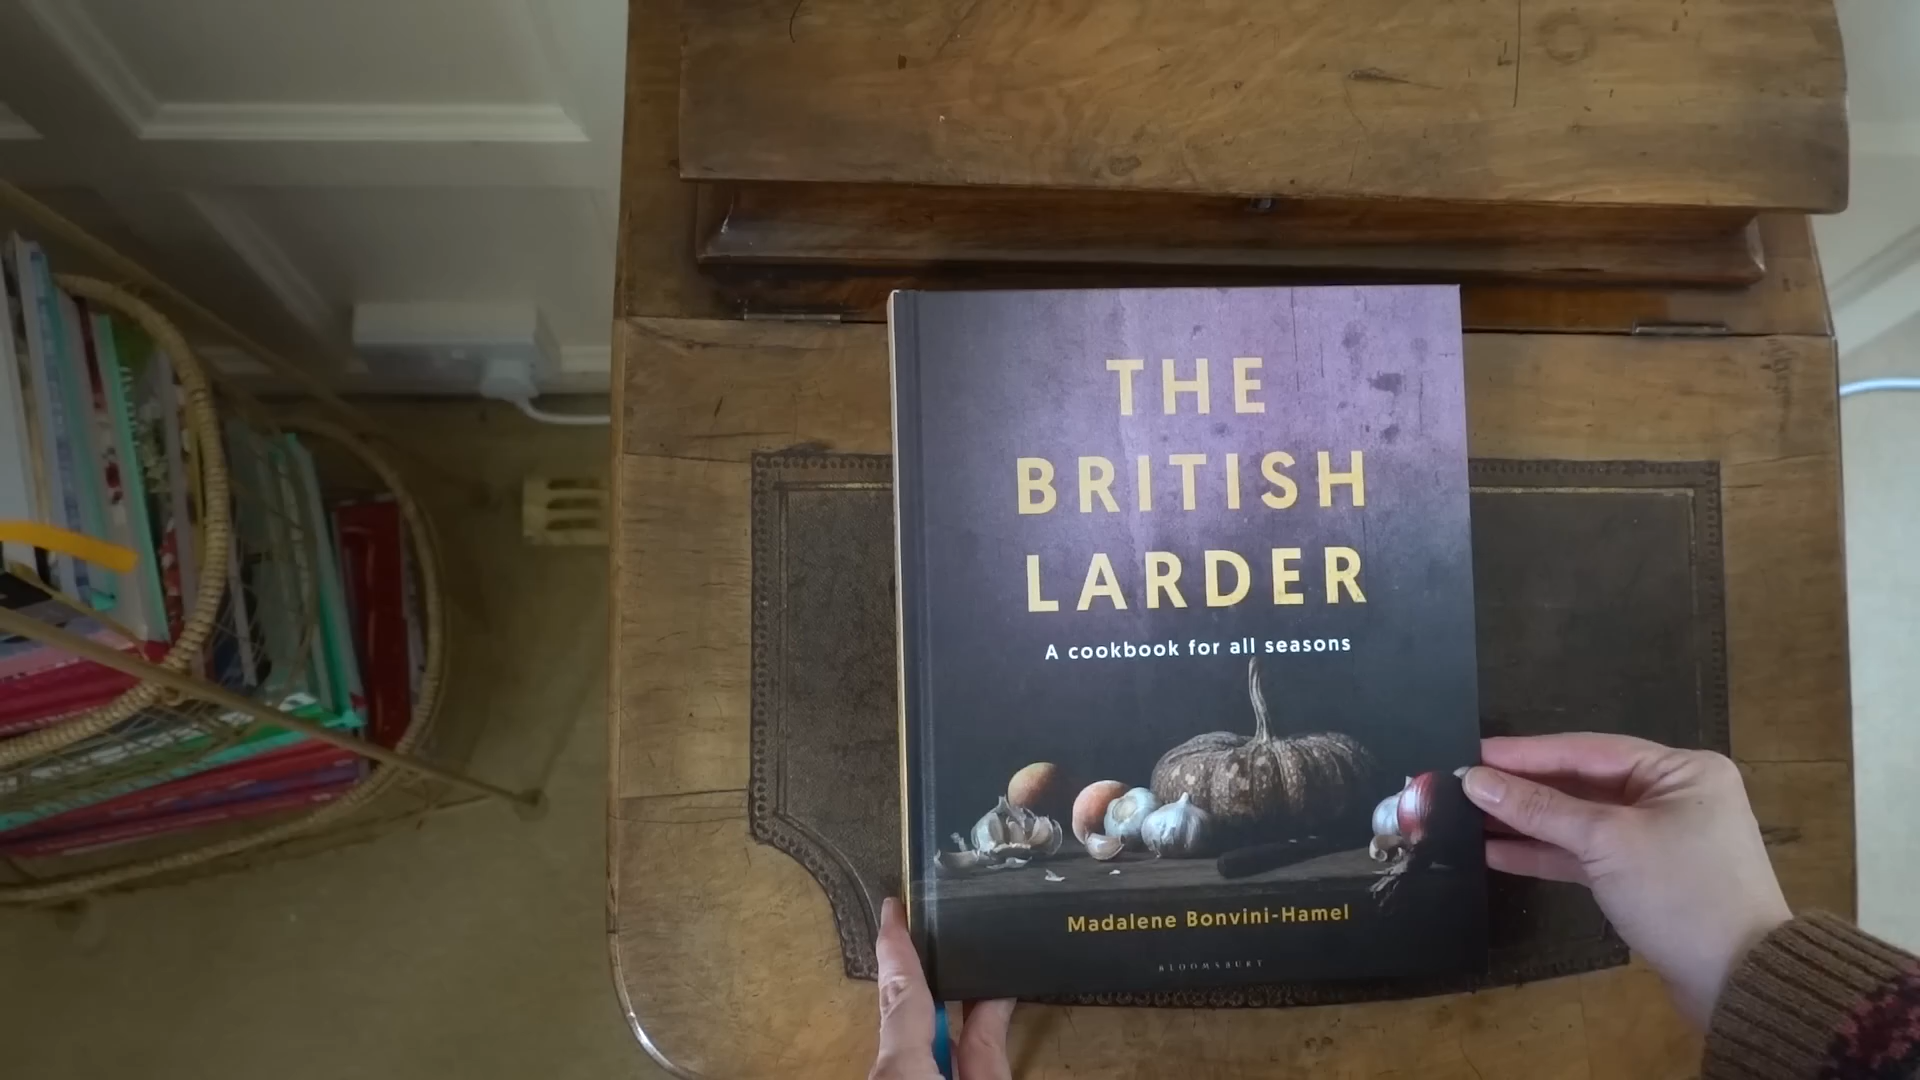 THE
BRITISH
LARDER
A cookbook for all seasons
Madalene Bonvini-Hamel
BLOOMSBURY